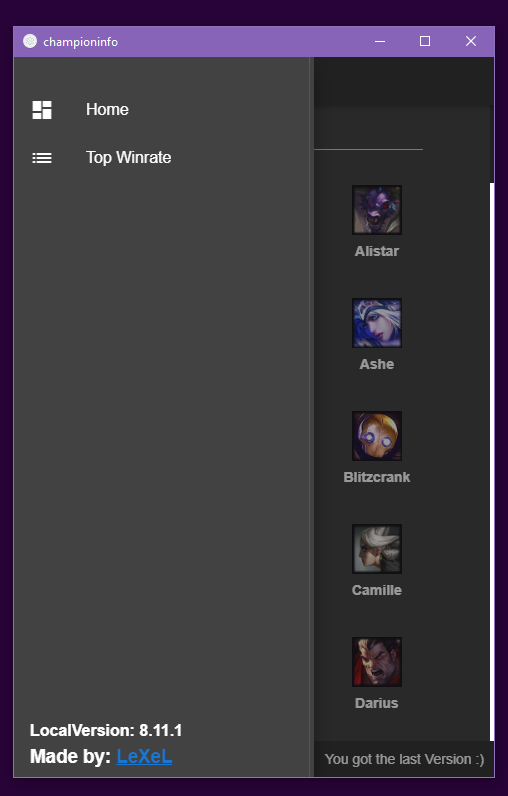 championinfo
Home
Top Winrate
Alistar
Ashe
Blitzcrank
Camille
Darius
LocalVersion: 8.11.1
Made by: LeXeL
You got the last Version :)